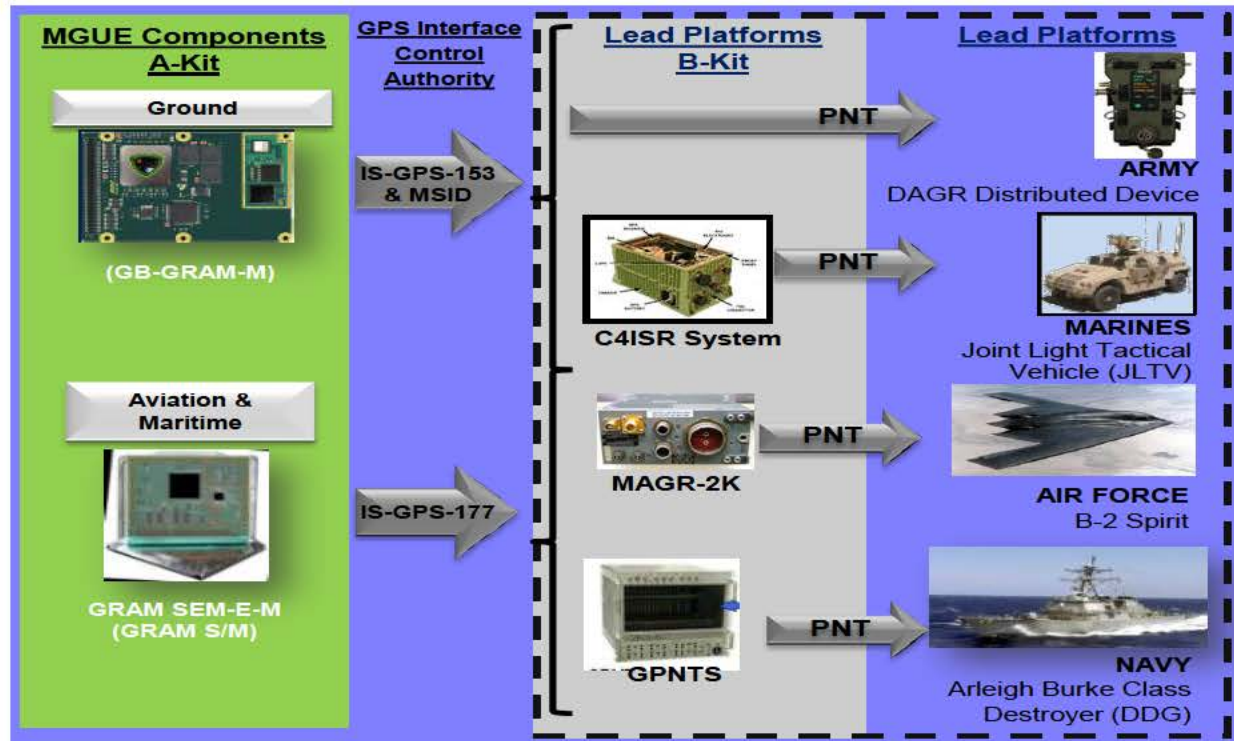 MGUE Components
A-Kit
Ground
(GB-GRAM-M)
Aviation &
Maritime
GRAM SEM-E-M
(GRAM S/M)
GPS Interface
Control
Authority
IS-GPS-153
& MSID
IS-GPS-177
Lead Platforms
B-Kit
PNT
C4ISR System
PNT
MAGR-2K
PNT
GPNTS
PNT
Lead Platforms
ARMY
DAGR Distributed Device
MARINES
Joint Light Tactical
Vehicle (JLTV)
AIR FORCE
B-2 Spirit
NAVY
Arleigh Burke Class
Destroyer (DDG)